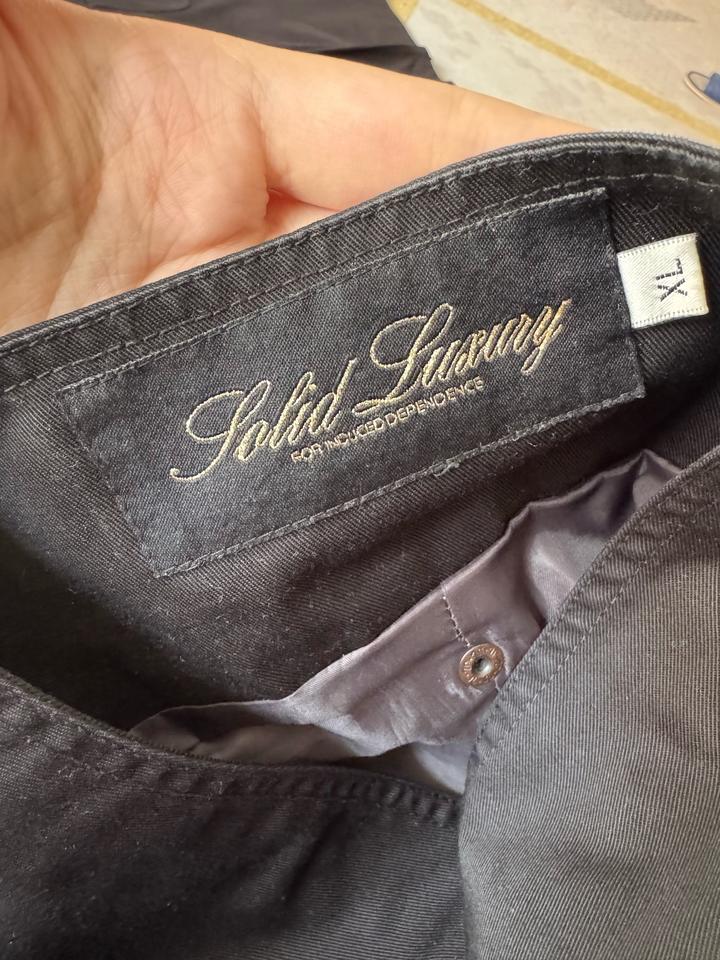 Solid Luxury
FOR INDUCED DEPENDENCE
XL